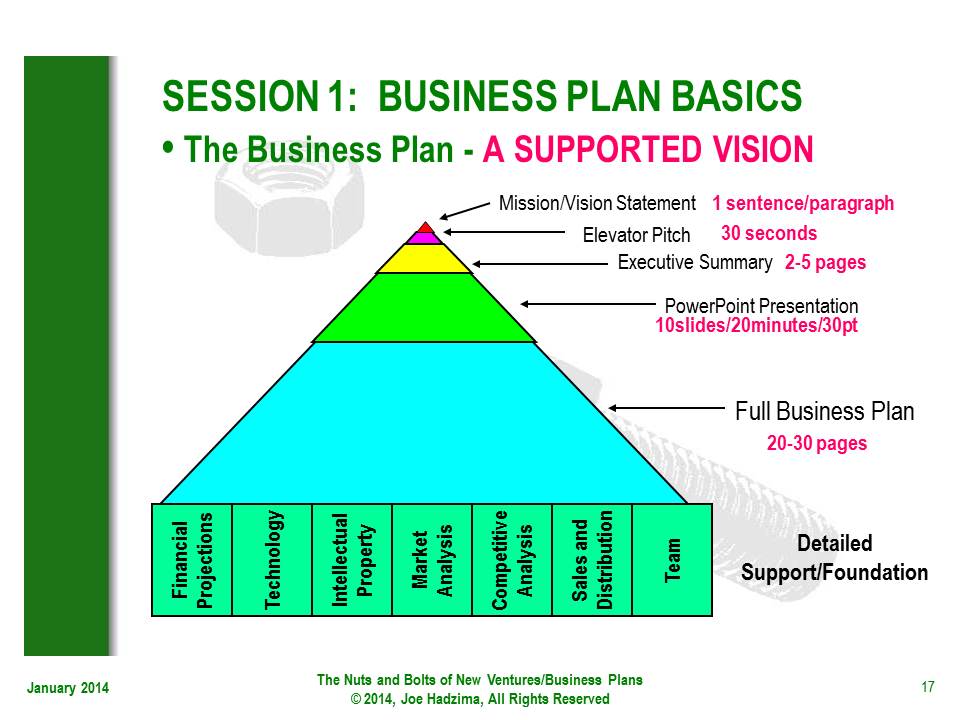 SESSION 1: BUSINESS PLAN BASICS
• The Business Plan - A SUPPORTED VISION
Mission/Vision Statement 1 sentence/paragraph
Elevator Pitch 30 seconds
Executive Summary 2-5 pages
PowerPoint Presentation
10slides/20minutes/30pt
Full Business Plan
20-30 pages
Financial
Projections
Technology
Intellectual
Property
Market
Analysis
Competitive
Analysis
Sales and
Distribution
Team
Detailed
Support/Foundation
January 2014
The Nuts and Bolts of New Ventures/Business Plans
© 2014, Joe Hadzima, All Rights Reserved
17